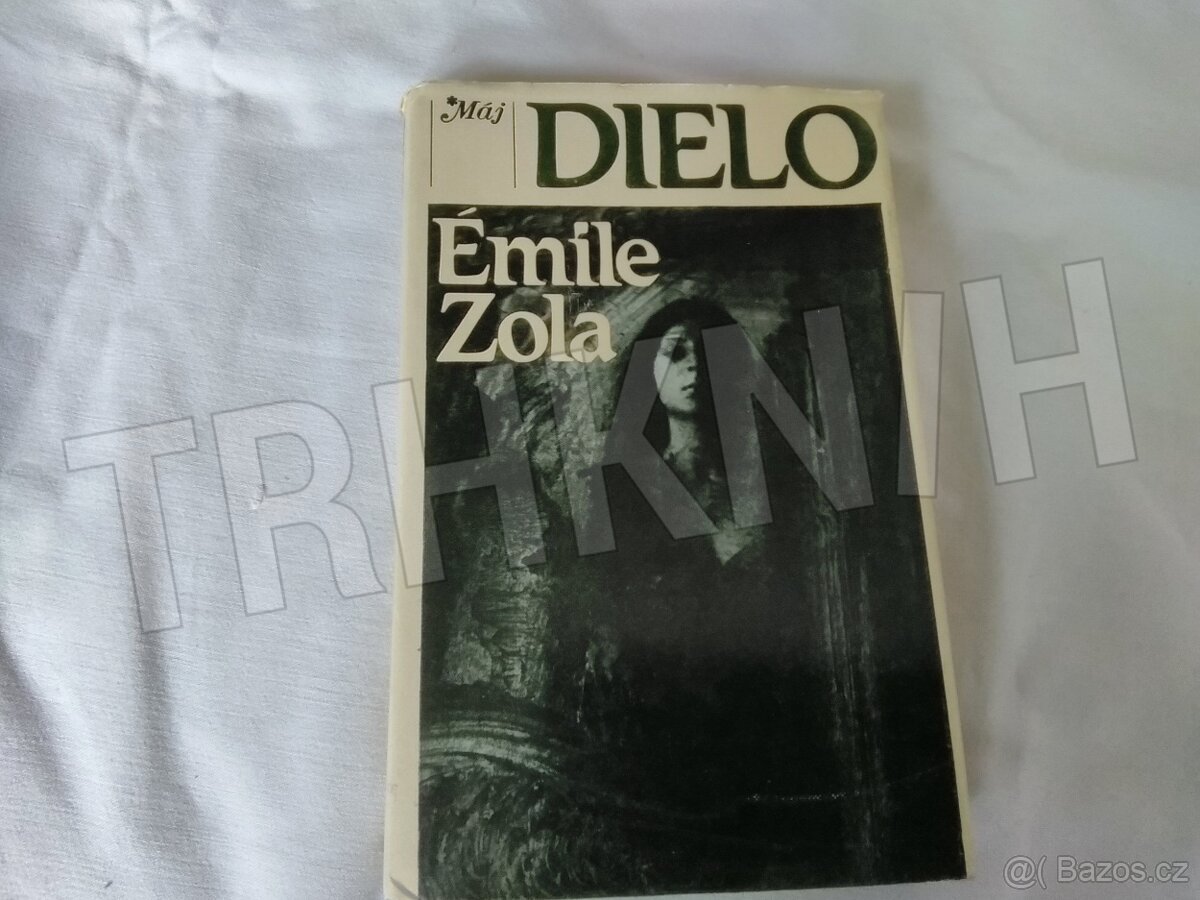 *Máj
DIELO
Émile
Zola
TRHKNIH
@( Bazos.cz